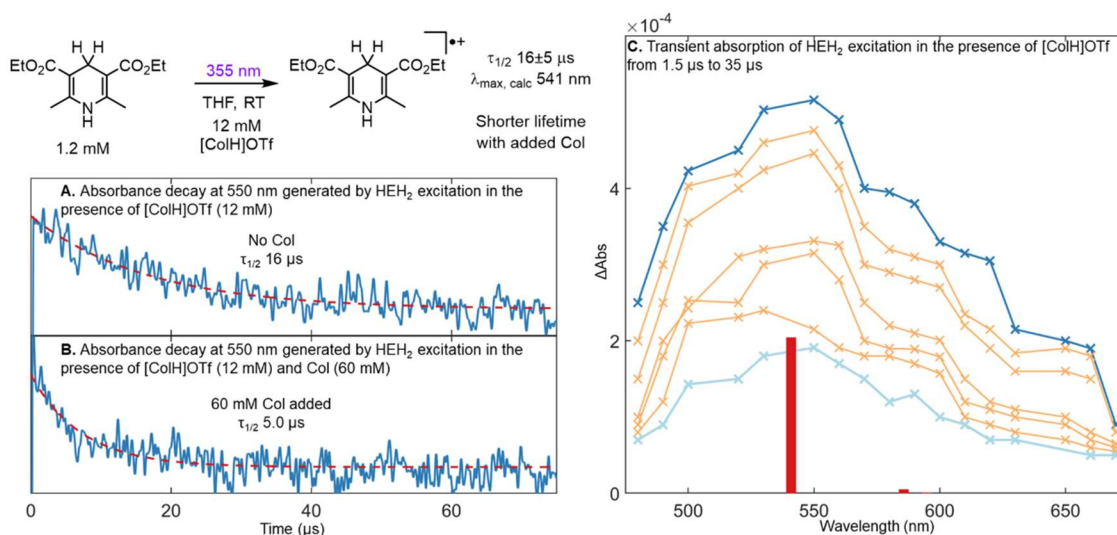 H H
EtO₂C CO₂Et
N
H
1.2 mM
355 nm
THF, RT
12 mM
[ColH]OTf
H H
EtO₂C CO₂Et
N
H
•+
τ1/2 16±5 μs
λmax, calc 541 nm
Shorter lifetime
with added Col
A. Absorbance decay at 550 nm generated by HEH₂ excitation in the
presence of [ColH]OTf (12 mM)
No Col
τ1/2 16 μs
B. Absorbance decay at 550 nm generated by HEH₂ excitation in the
presence of [ColH]OTf (12 mM) and Col (60 mM)
60 mM Col added
τ1/2 5.0 μs
0 20 40 60
Time (μs)
×10⁻⁴
C. Transient absorption of HEH₂ excitation in the presence of [ColH]OTf
from 1.5 μs to 35 μs
4
ΔAbs
2
0
500 550 600 650
Wavelength (nm)